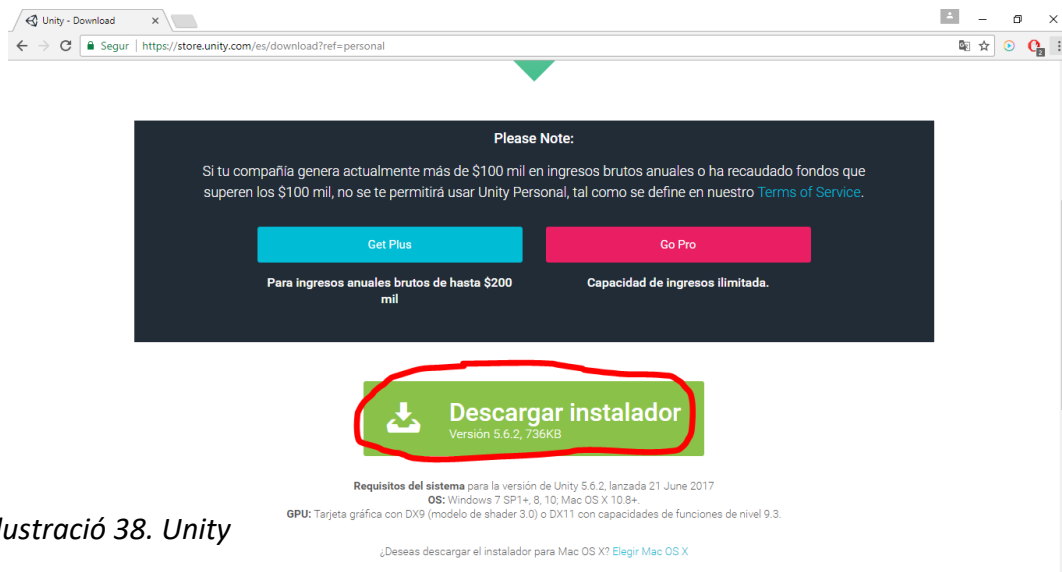 Unity - Download
Segur | https://store.unity.com/es/download?ref=personal
2
Please Note:
Si tu compañía genera actualmente más de $100 mil en ingresos brutos anuales o ha recaudado fondos que
superen los $100 mil, no se te permitirá usar Unity Personal, tal como se define en nuestro Terms of Service.
Get Plus
Go Pro
Para ingresos anuales brutos de hasta $200
mil
Capacidad de ingresos ilimitada.
Descargar instalador
Versión 5.6.2, 736KB
Requisitos del sistema para la versión de Unity 5.6.2, lanzada 21 June 2017
OS: Windows 7 SP1+, 8, 10; Mac OS X 10.8+.
GPU: Tarjeta gráfica con DX9 (modelo de shader 3.0) o DX11 con capacidades de funciones de nivel 9.3.
lustració 38. Unity
¿Deseas descargar el instalador para Mac OS X? Elegir Mac OS X